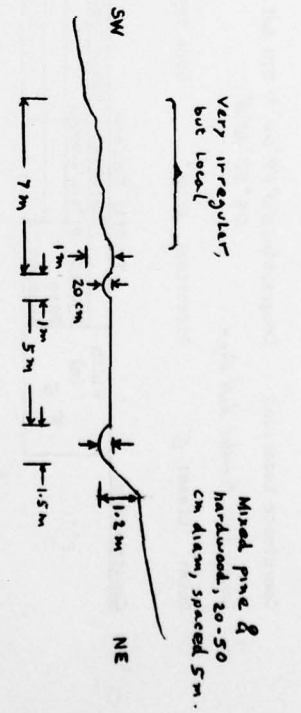 Very irregular,
but Local
Mixed pine &
hardwood, 20-50
cm diam, spaced 5 m.
SW
NE
1 m
20 cm
1.2 m
7 m
1m
5 m
1.5 m